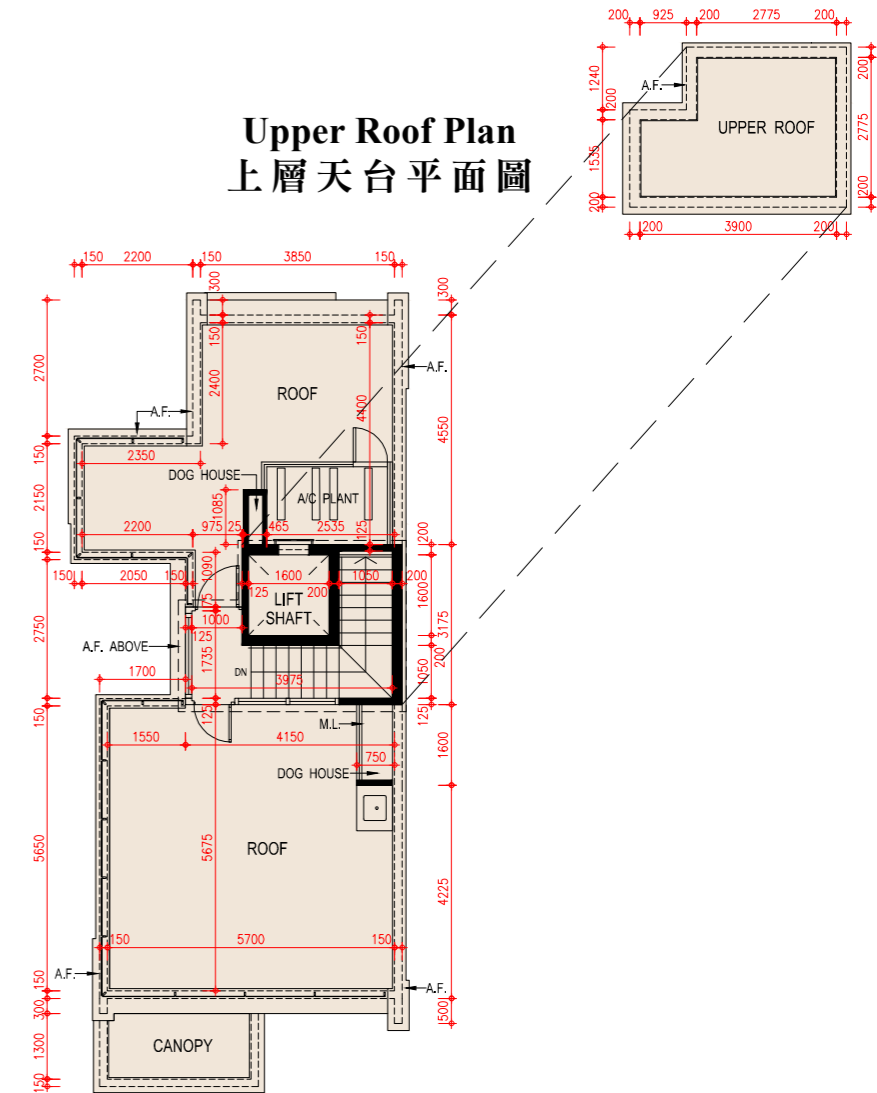 200 925 200 2775 200
1240
200
1535
200
A.F.
UPPER ROOF
200
2775
200
200 3900 200
Upper Roof Plan
上層天台平面圖
150 2200 150 3850 150
300
300
150
150
2700
2400
ROOF
4400
A.F.
A.F.
4550
150
2350
DOG HOUSE
A/C PLANT
2150
1085
2200 975 25 465 2535
125
200
150
150 2050 150
1090
1600 1050 200
125 200
LIFT
SHAFT
75
1000
125
1600
3175
2750
A.F. ABOVE
1735
DN
200
1050
1700
3975
125
125
150
M.L.
1550 4150
750
DOG HOUSE
1600
5650
ROOF
5675
4225
150 5700 150
A.F.
A.F.
150
300
500
CANOPY
1300
150